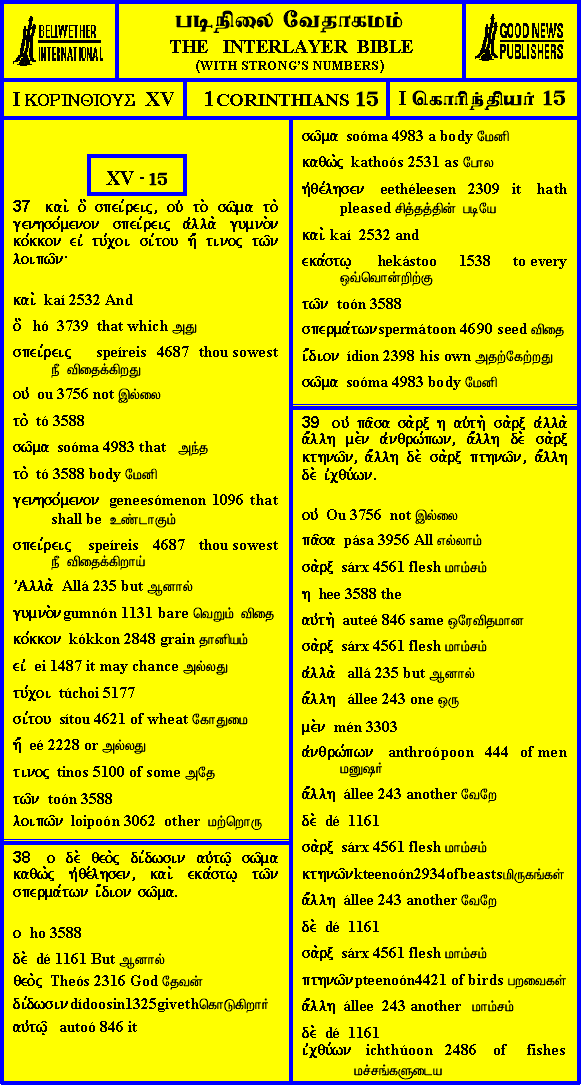 BELLWETHER
INTERNATIONAL
படிநிலை வேதாகமம்
THE INTERLAYER BIBLE
(WITH STRONG'S NUMBERS)
GOOD NEWS
PUBLISHERS
I ΚΟΡΙΝΘΙΟΥΣ XV
1 CORINTHIANS 15
I கொரிந்தியர் 15
XV - 15
37 καὶ ὃ σπείρεις, οὐ τὸ σῶμα τὸ
γενησόμενον σπείρεις ἀλλὰ γυμνὸν
κόκκον εἰ τύχοι σίτου ἤ τινος τῶν
λοιπῶν·
καὶ kaí 2532 And
ὃ hó 3739 that which அது
σπείρεις speíreis 4687 thou sowest
நீ விதைக்கிறது
οὐ ou 3756 not இல்லை
τὸ tó 3588
σῶμα soóma 4983 that அந்த
τὸ tó 3588 body மேனி
γενησόμενον geneesómenon 1096 that
shall be உண்டாகும்
σπείρεις speíreis 4687 thou sowest
நீ விதைக்கிறாய்
Ἀλλὰ Allá 235 but ஆனால்
γυμνὸν gumnón 1131 bare வெறும் விதை
κόκκον kókkon 2848 grain தானியம்
εἰ ei 1487 it may chance அல்லது
τύχοι túchoi 5177
σίτου sítou 4621 of wheat கோதுமை
ἤ eé 2228 or அல்லது
τινος tinos 5100 of some அதே
τῶν toón 3588
λοιπῶν loipoón 3062 other மற்றொரு
38 ο δὲ θεὸς δίδωσιν αὐτῷ σῶμα
καθὼς ἠθέλησεν, καὶ εκάστῳ τῶν
σπερμάτων ἴδιον σῶμα.
ο ho 3588
δὲ dé 1161 But ஆனால்
θεὸς Theós 2316 God தேவன்
δίδωσιν dídoosin1325giveth கொடுகிறார்
αὐτῷ autoó 846 it
σῶμα soóma 4983 a body மேனி
καθὼς kathoós 2531 as போல
ἠθέλησεν eethéleesen 2309 it hath
pleased சித்தத்தின் படியே
καὶ kaí 2532 and
εκάστῳ hekástoo 1538 to every
ஒவ்வொன்றிற்கு
τῶν toón 3588
σπερμάτων spermátoon 4690 seed விதை
ἴδιον ídion 2398 his own அதற்கேற்றது
σῶμα soóma 4983 body மேனி
39 οὐ πᾶσα σὰρξ η αὐτὴ σὰρξ ἀλλὰ
ἄλλη μὲν ἀνθρώπων, ἄλλη δὲ σὰρξ
κτηνῶν, ἄλλη δὲ σὰρξ πτηνῶν, ἄλλη
δὲ ἰχθύων.
οὐ Ou 3756 not இல்லை
πᾶσα pása 3956 All எல்லாம்
σὰρξ sárx 4561 flesh மாம்சம்
η hee 3588 the
αὐτὴ auteé 846 same ஒரேவிதமான
σὰρξ sárx 4561 flesh மாம்சம்
ἀλλὰ allá 235 but ஆனால்
ἄλλη állee 243 one ஒரு
μὲν mén 3303
ἀνθρώπων anthroópoon 444 of men
மனுஷர்
ἄλλη állee 243 another வேறே
δὲ dé 1161
σὰρξ sárx 4561 flesh மாம்சம்
κτηνῶν kteenoón2934ofbeasts மிருகங்கள்
ἄλλη állee 243 another வேறே
δὲ dé 1161
σὰρξ sárx 4561 flesh மாம்சம்
πτηνῶν pteenoón4421 of birds பறவைகள்
ἄλλη állee 243 another மாம்சம்
δὲ dé 1161
ἰχθύων ichthúoon 2486 of fishes
மச்சங்களுடைய